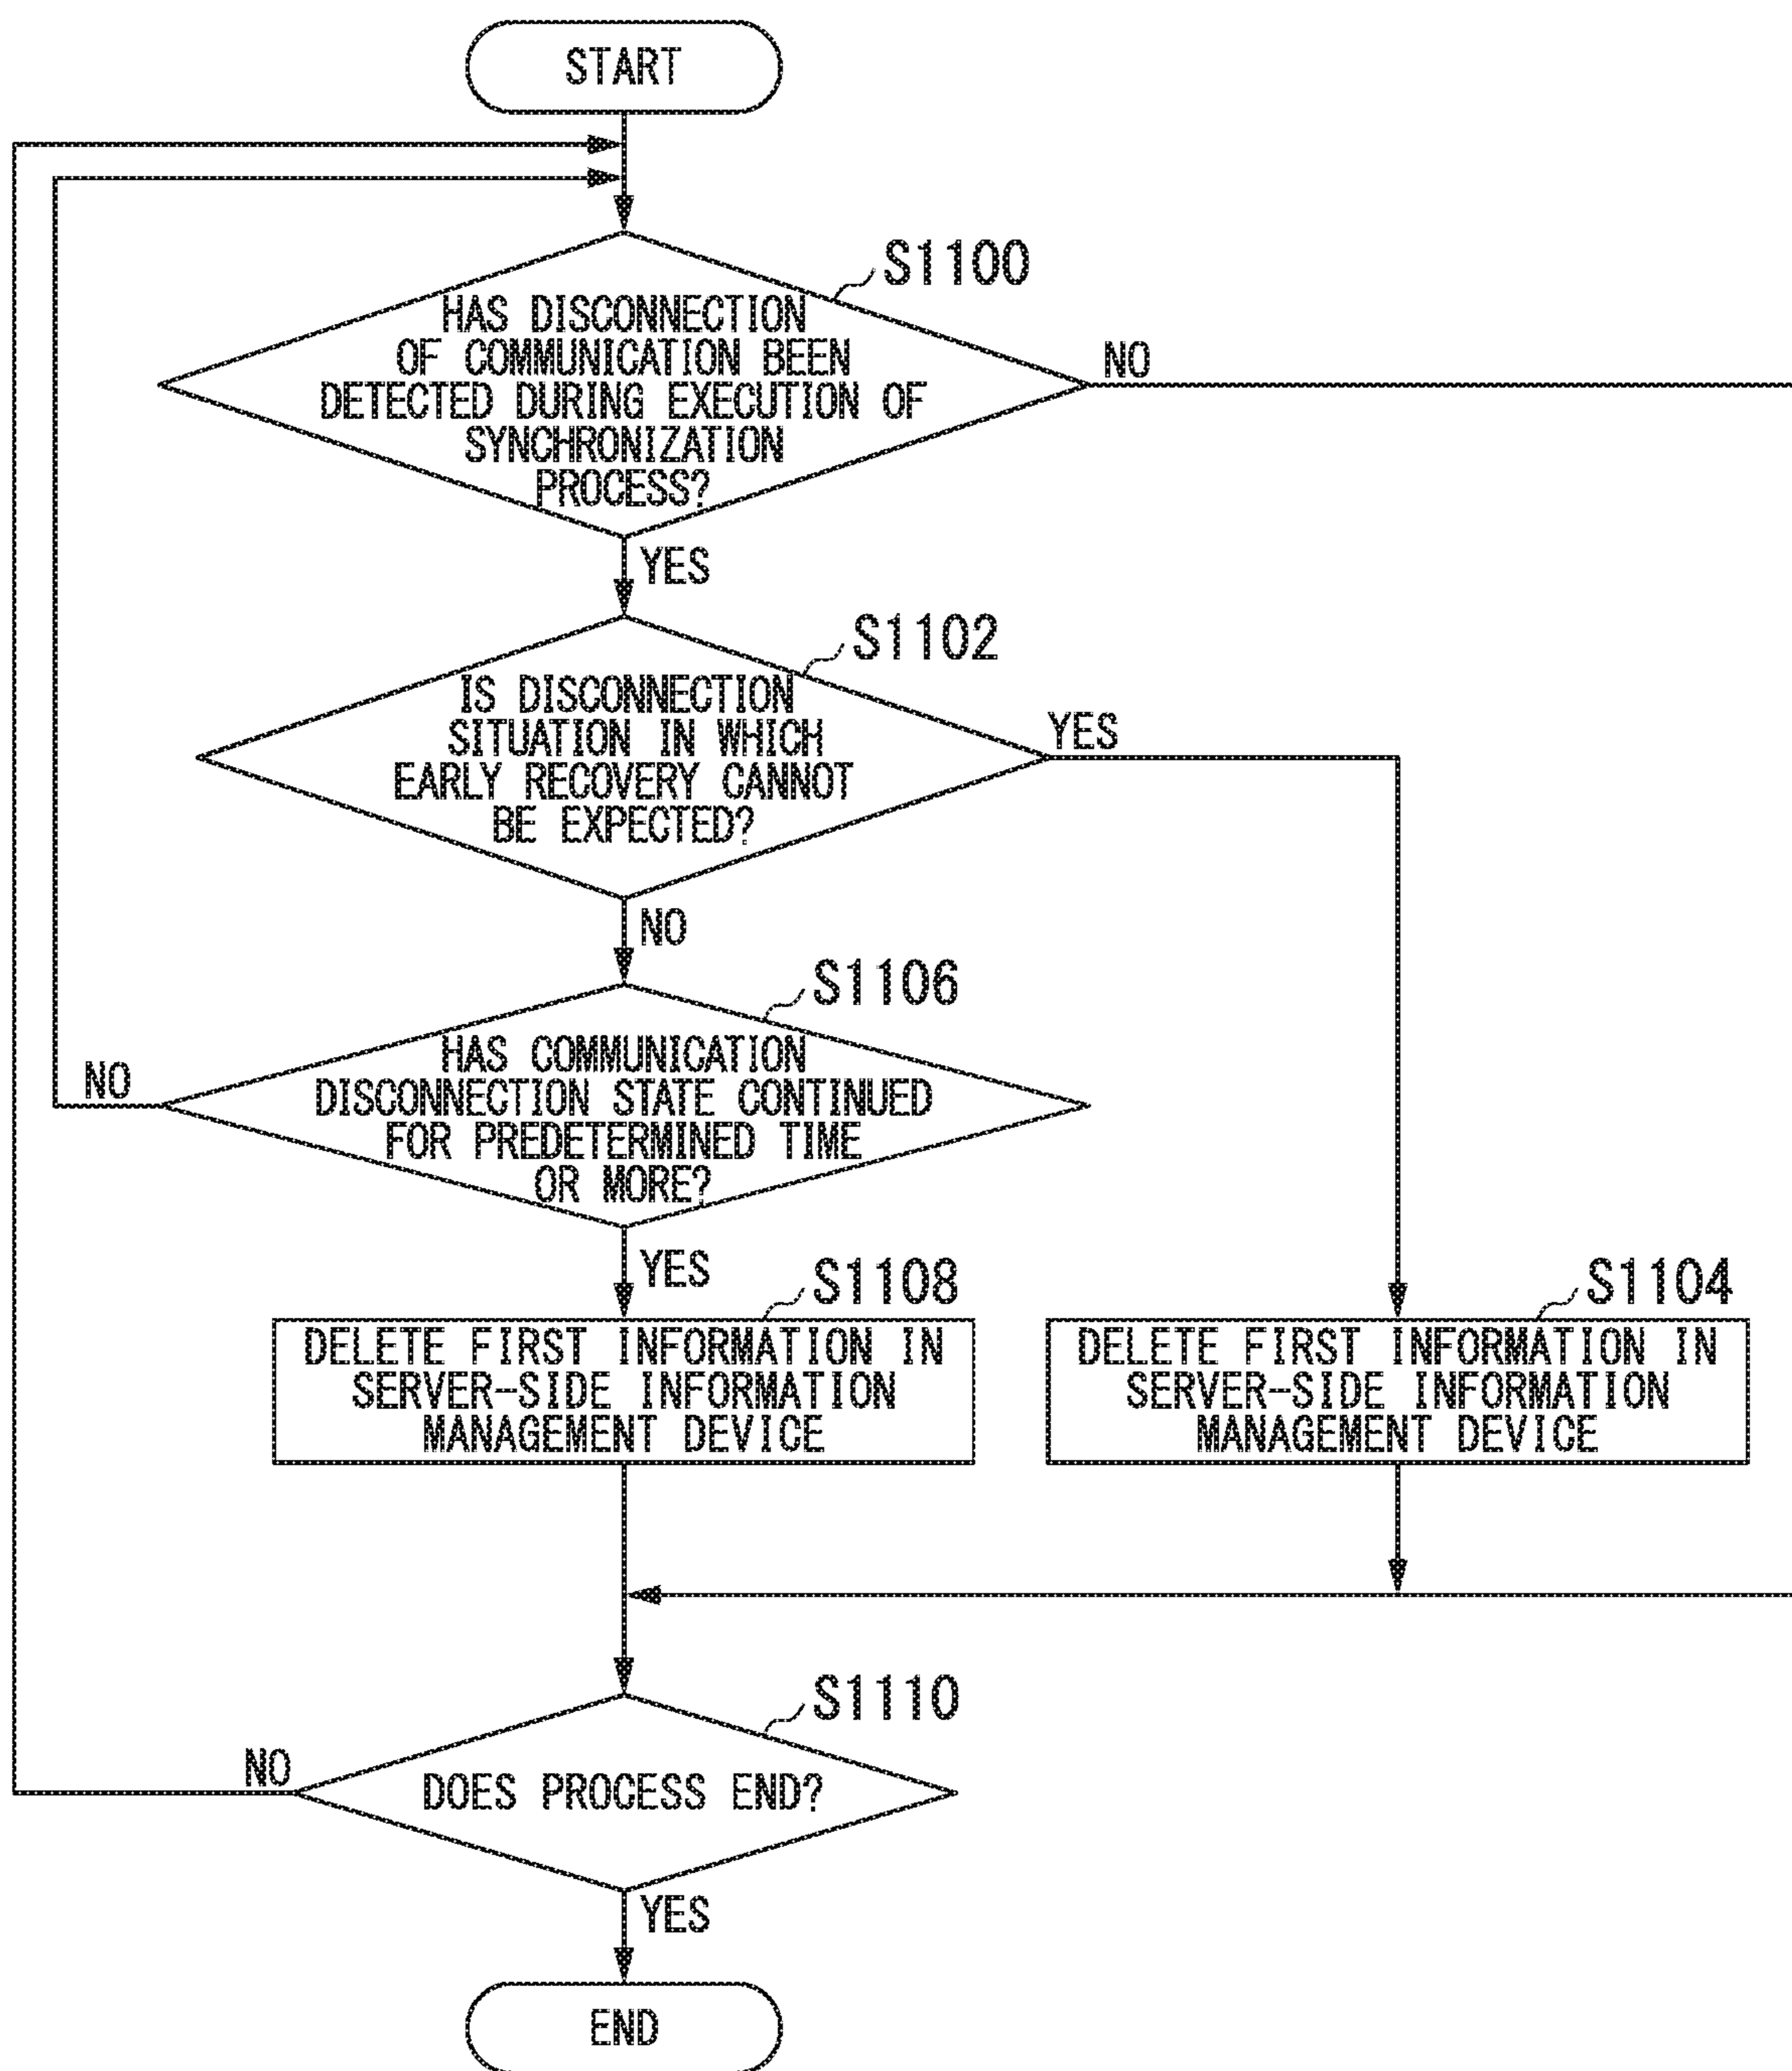 START
S1100
HAS DISCONNECTION
OF COMMUNICATION BEEN
DETECTED DURING EXECUTION OF
SYNCHRONIZATION
PROCESS?
NO
YES
S1102
IS DISCONNECTION
SITUATION IN WHICH
EARLY RECOVERY CANNOT
BE EXPECTED?
YES
NO
S1106
HAS COMMUNICATION
DISCONNECTION STATE CONTINUED
FOR PREDETERMINED TIME
OR MORE?
NO
YES
S1108
DELETE FIRST INFORMATION IN
SERVER-SIDE INFORMATION
MANAGEMENT DEVICE
S1104
DELETE FIRST INFORMATION IN
SERVER-SIDE INFORMATION
MANAGEMENT DEVICE
S1110
DOES PROCESS END?
NO
YES
END